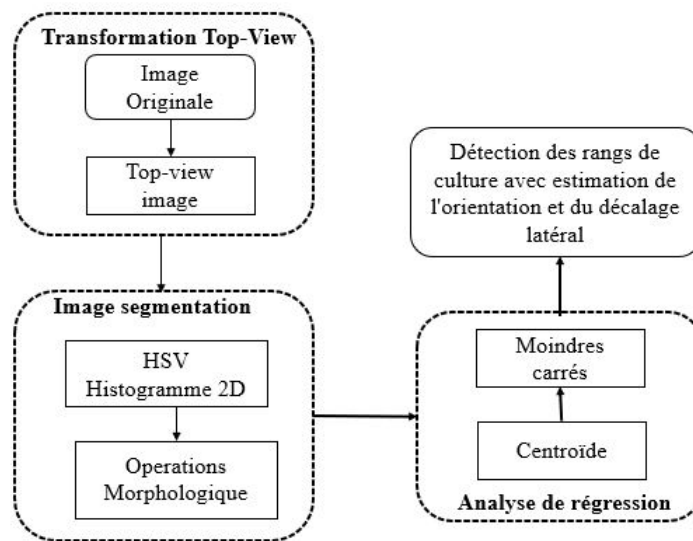 Transformation Top-View
Image
Originale
Top-view
image
Image segmentation
HSV
Histogramme 2D
Operations
Morphologique
Détection des rangs de
culture avec estimation de
l'orientation et du décalage
latéral
Moindres
carrés
Centroïde
Analyse de régression